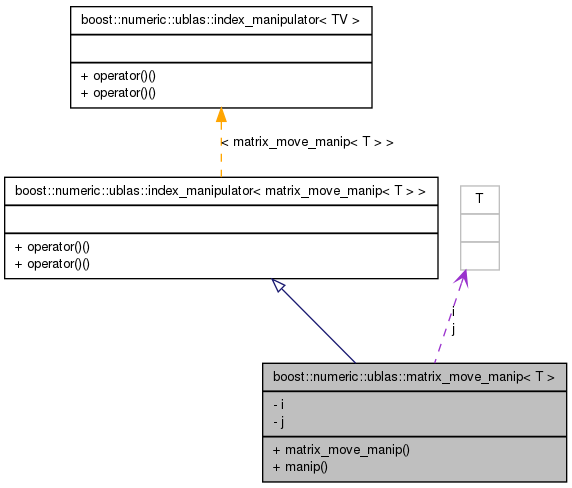 boost::numeric::ublas::index_manipulator< TV >
+ operator()()
+ operator()()
< matrix_move_manip< T > >
boost::numeric::ublas::index_manipulator< matrix_move_manip< T > >
+ operator()()
+ operator()()
T
i
j
boost::numeric::ublas::matrix_move_manip< T >
- i
- j
+ matrix_move_manip()
+ manip()